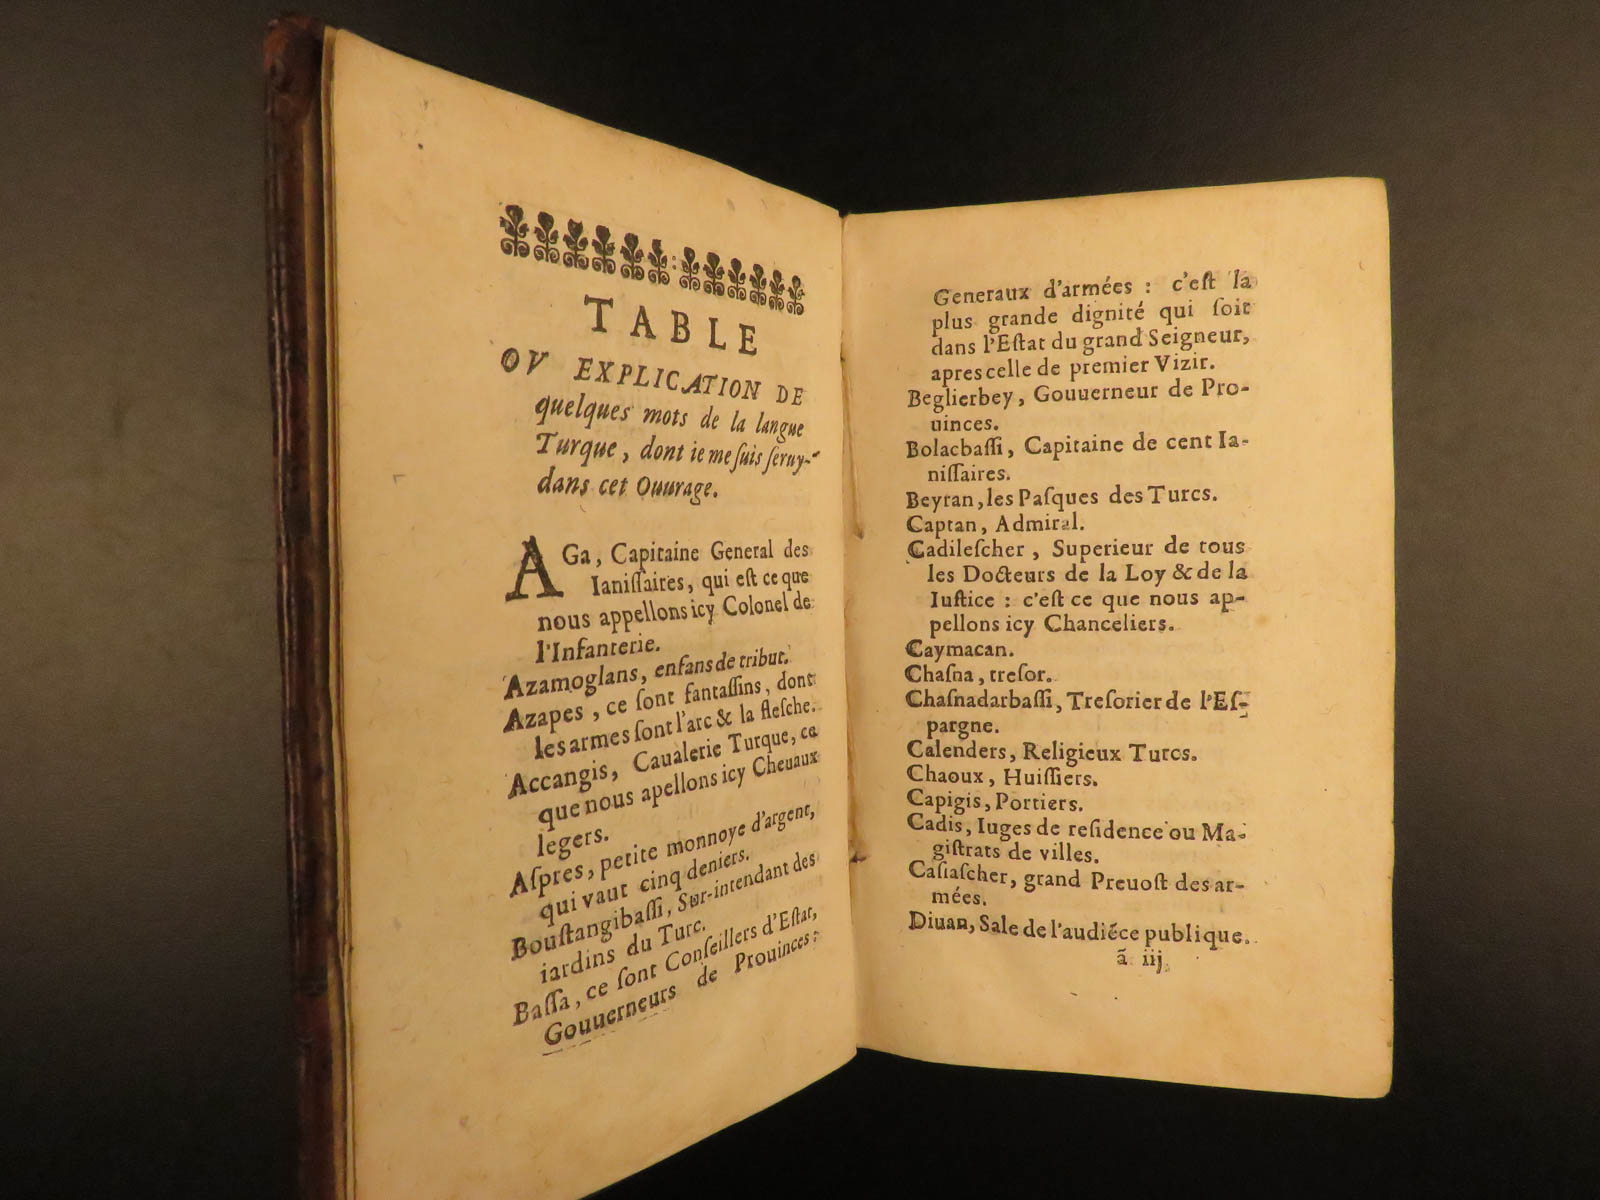 TABLE
OV EXPLICATION DE
quelques mots de la langue
Turque, dont ie me ſuis ſeruy
dans cet Ouurage.
AGa, Capitaine General des
Ianiſſaires, qui eſt ce que
nous appellons icy Colonel de
l'Infanterie.
Azamoglans, enfans de tribut.
Azapes, ce ſont fantaſſins, dont
les armes ſont l'arc & la fleſche.
Accangis, Caualerie Turque, ce
que nous apellons icy Cheuaux
legers.
Aſpres, petite monnoye d'argent,
qui vaut cinq deniers.
Bouſtangibaſſi, Sur-intendant des
iardins du Turc.
Baſſa, ce ſont Conſeillers d'Eſtat,
Gouuerneurs de Prouinces:
Generaux d'armées : c'eſt la
plus grande dignité qui ſoit
dans l'Eſtat du grand Seigneur,
apres celle de premier Vizir.
Beglierbey, Gouuerneur de Pro-
uinces.
Bolacbaſſi, Capitaine de cent Ia-
niſſaires.
Beyran, les Paſques des Turcs.
Captan, Admiral.
Cadileſcher, Superieur de tous
les Docteurs de la Loy & de la
Iuſtice : c'eſt ce que nous ap-
pellons icy Chanceliers.
Caymacan.
Chaſna, treſor.
Chaſnadarbaſſi, Treſorier de l'Eſ-
pargne.
Calenders, Religieux Turcs.
Chaoux, Huiſſiers.
Capigis, Portiers.
Cadis, Iuges de reſidence ou Ma-
giſtrats de villes.
Caſiaſcher, grand Preuoſt des ar-
mées.
Diuan, Sale de l'audiéce publique.
ã iij